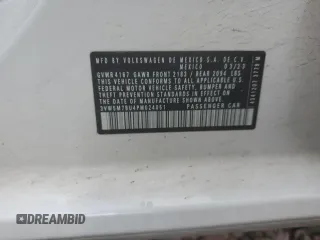 MFD BY VOLKSWAGEN DE MEXICO S.A. DE C.V.
MEXICO 03/20
GVWR 4197 GAWR FRONT 2183 / REAR 2094 LBS
THIS VEHICLE CONFORMS TO ALL APPLICABLE U.S.
FEDERAL MOTOR VEHICLE SAFETY, BUMPER, AND
THEFT PREVENTION STANDARDS IN EFFECT
ON THE DATE OF MANUFACTURE SHOWN ABOVE
PASSENGER CAR
DREAMBID